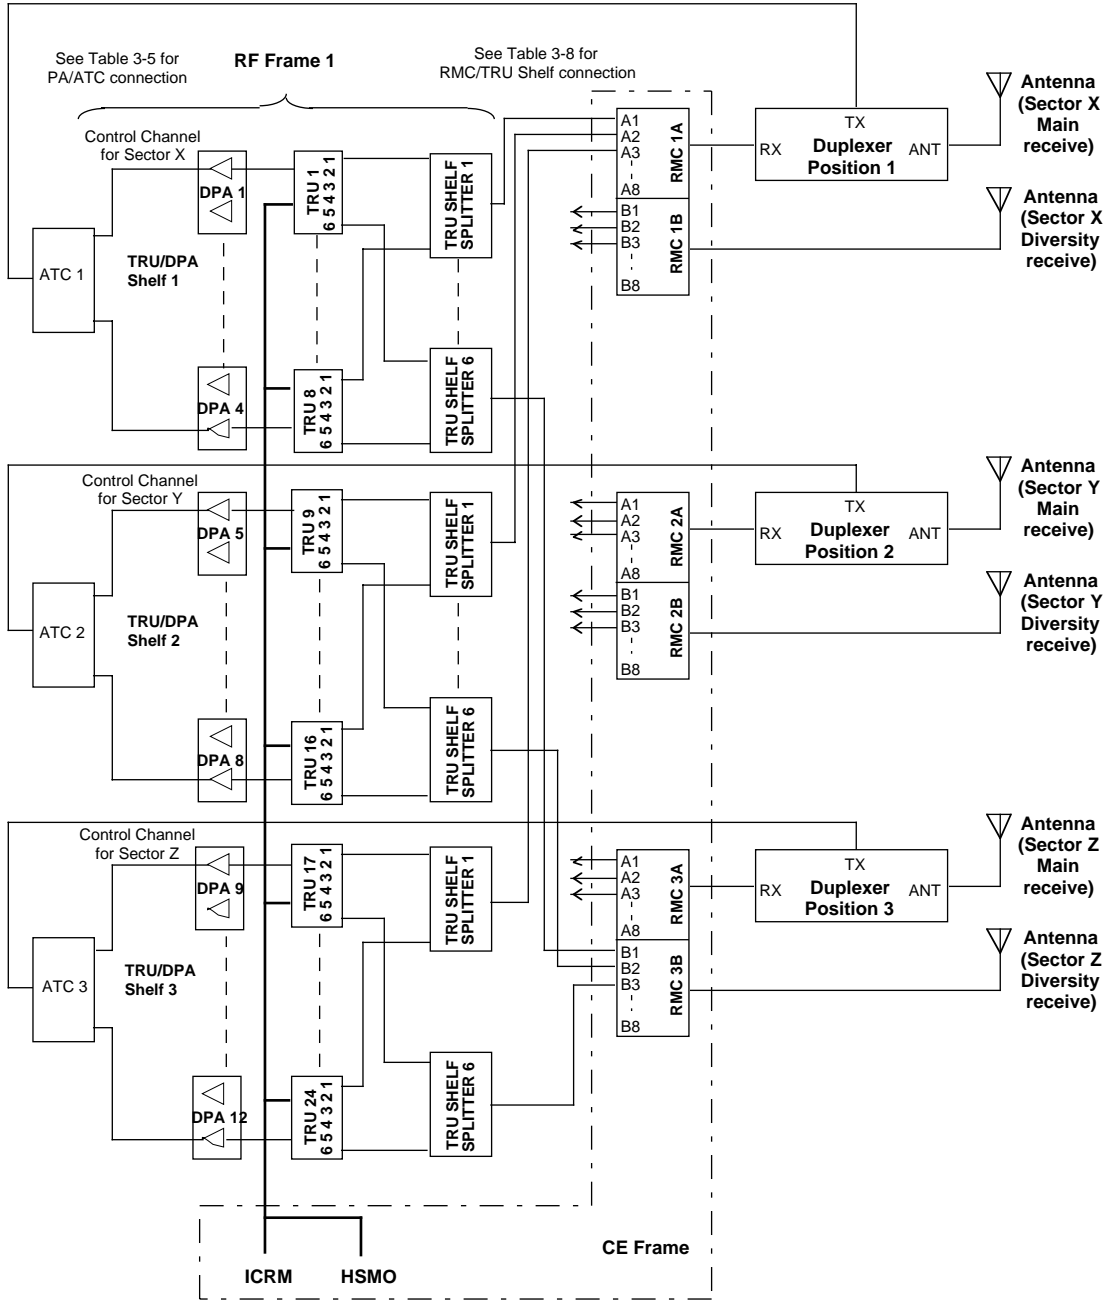 See Table 3-5 for
PA/ATC connection
RF Frame 1
See Table 3-8 for
RMC/TRU Shelf connection
Control Channel
for Sector X
DPA 1
TRU 1
6 5 4 3 2 1
TRU SHELF
SPLITTER 1
A1
A2
A3
A8
RMC 1A
B1
B2
B3
B8
RMC 1B
TX
RX
Duplexer
Position 1
ANT
Antenna
(Sector X
Main
receive)
Antenna
(Sector X
Diversity
receive)
ATC 1
TRU/DPA
Shelf 1
DPA 4
TRU 8
6 5 4 3 2 1
TRU SHELF
SPLITTER 6
Control Channel
for Sector Y
DPA 5
TRU 9
6 5 4 3 2 1
TRU SHELF
SPLITTER 1
A1
A2
A3
A8
RMC 2A
B1
B2
B3
B8
RMC 2B
TX
RX
Duplexer
Position 2
ANT
Antenna
(Sector Y
Main
receive)
Antenna
(Sector Y
Diversity
receive)
ATC 2
TRU/DPA
Shelf 2
DPA 8
TRU 16
6 5 4 3 2 1
TRU SHELF
SPLITTER 6
Control Channel
for Sector Z
DPA 9
TRU 17
6 5 4 3 2 1
TRU SHELF
SPLITTER 1
A1
A2
A3
A8
RMC 3A
B1
B2
B3
B8
RMC 3B
TX
RX
Duplexer
Position 3
ANT
Antenna
(Sector Z
Main
receive)
Antenna
(Sector Z
Diversity
receive)
ATC 3
TRU/DPA
Shelf 3
DPA 12
TRU 24
6 5 4 3 2 1
TRU SHELF
SPLITTER 6
CE Frame
ICRM
HSMO